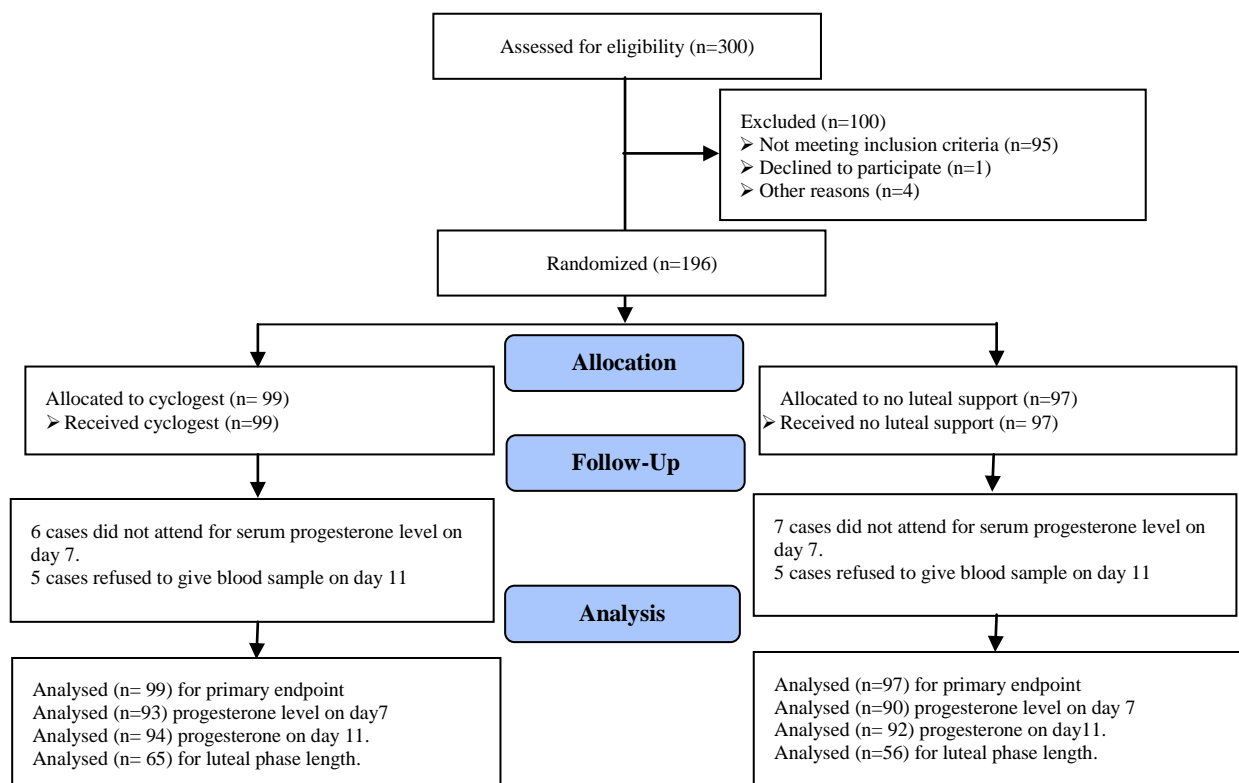 Assessed for eligibility (n=300)
Excluded (n=100)
➢ Not meeting inclusion criteria (n=95)
➢ Declined to participate (n=1)
➢ Other reasons (n=4)
Randomized (n=196)
Allocation
Allocated to cyclogest (n= 99)
➢ Received cyclogest (n=99)
Allocated to no luteal support (n=97)
➢ Received no luteal support (n= 97)
Follow-Up
6 cases did not attend for serum progesterone level on
day 7.
5 cases refused to give blood sample on day 11
7 cases did not attend for serum progesterone level on
day 7.
5 cases refused to give blood sample on day 11
Analysis
Analysed (n= 99) for primary endpoint
Analysed (n=93) progesterone level on day7
Analysed (n= 94) progesterone on day 11.
Analysed (n= 65) for luteal phase length.
Analysed (n=97) for primary endpoint
Analysed (n=90) progesterone level on day 7
Analysed (n= 92) progesterone on day11.
Analysed (n=56) for luteal phase length.